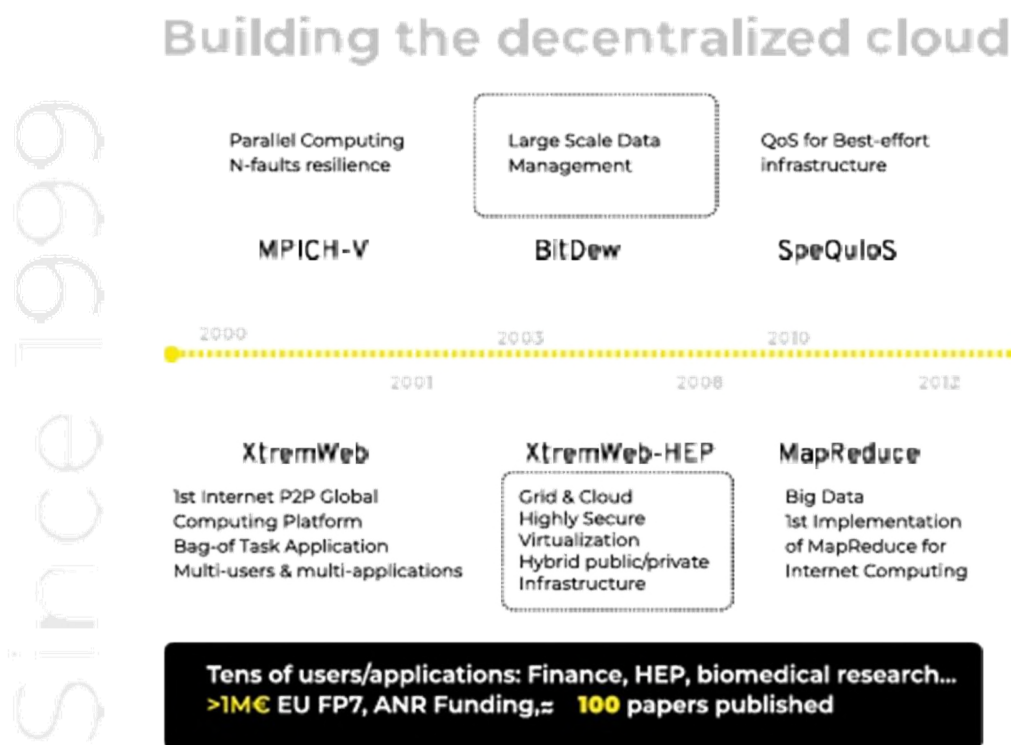 Building the decentralized cloud
Since 1999
Parallel Computing
N-faults resilience
Large Scale Data
Management
QoS for Best-effort
infrastructure
MPICH-V
BitDew
SpeQuloS
2000
2003
2010
2001
2008
2012
XtremWeb
XtremWeb-HEP
MapReduce
1st Internet P2P Global
Computing Platform
Bag-of Task Application
Multi-users & multi-applications
Grid & Cloud
Highly Secure
Virtualization
Hybrid public/private
Infrastructure
Big Data
1st Implementation
of MapReduce for
Internet Computing
Tens of users/applications: Finance, HEP, biomedical research...
>1M€ EU FP7, ANR Funding,≈ 100 papers published